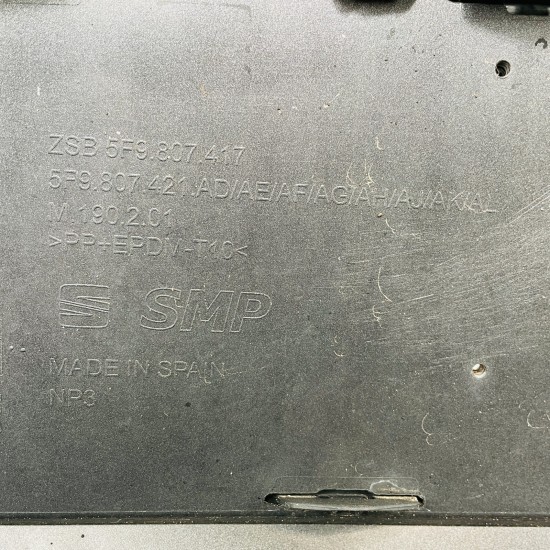 ZSB 5F9.807.417
5F9.807.421.AD/AE/AF/AG/AH/AJ/AK/AL
M.190.2.01
>PP+EPDM-T10<
SMP
MADE IN SPAIN
NP3